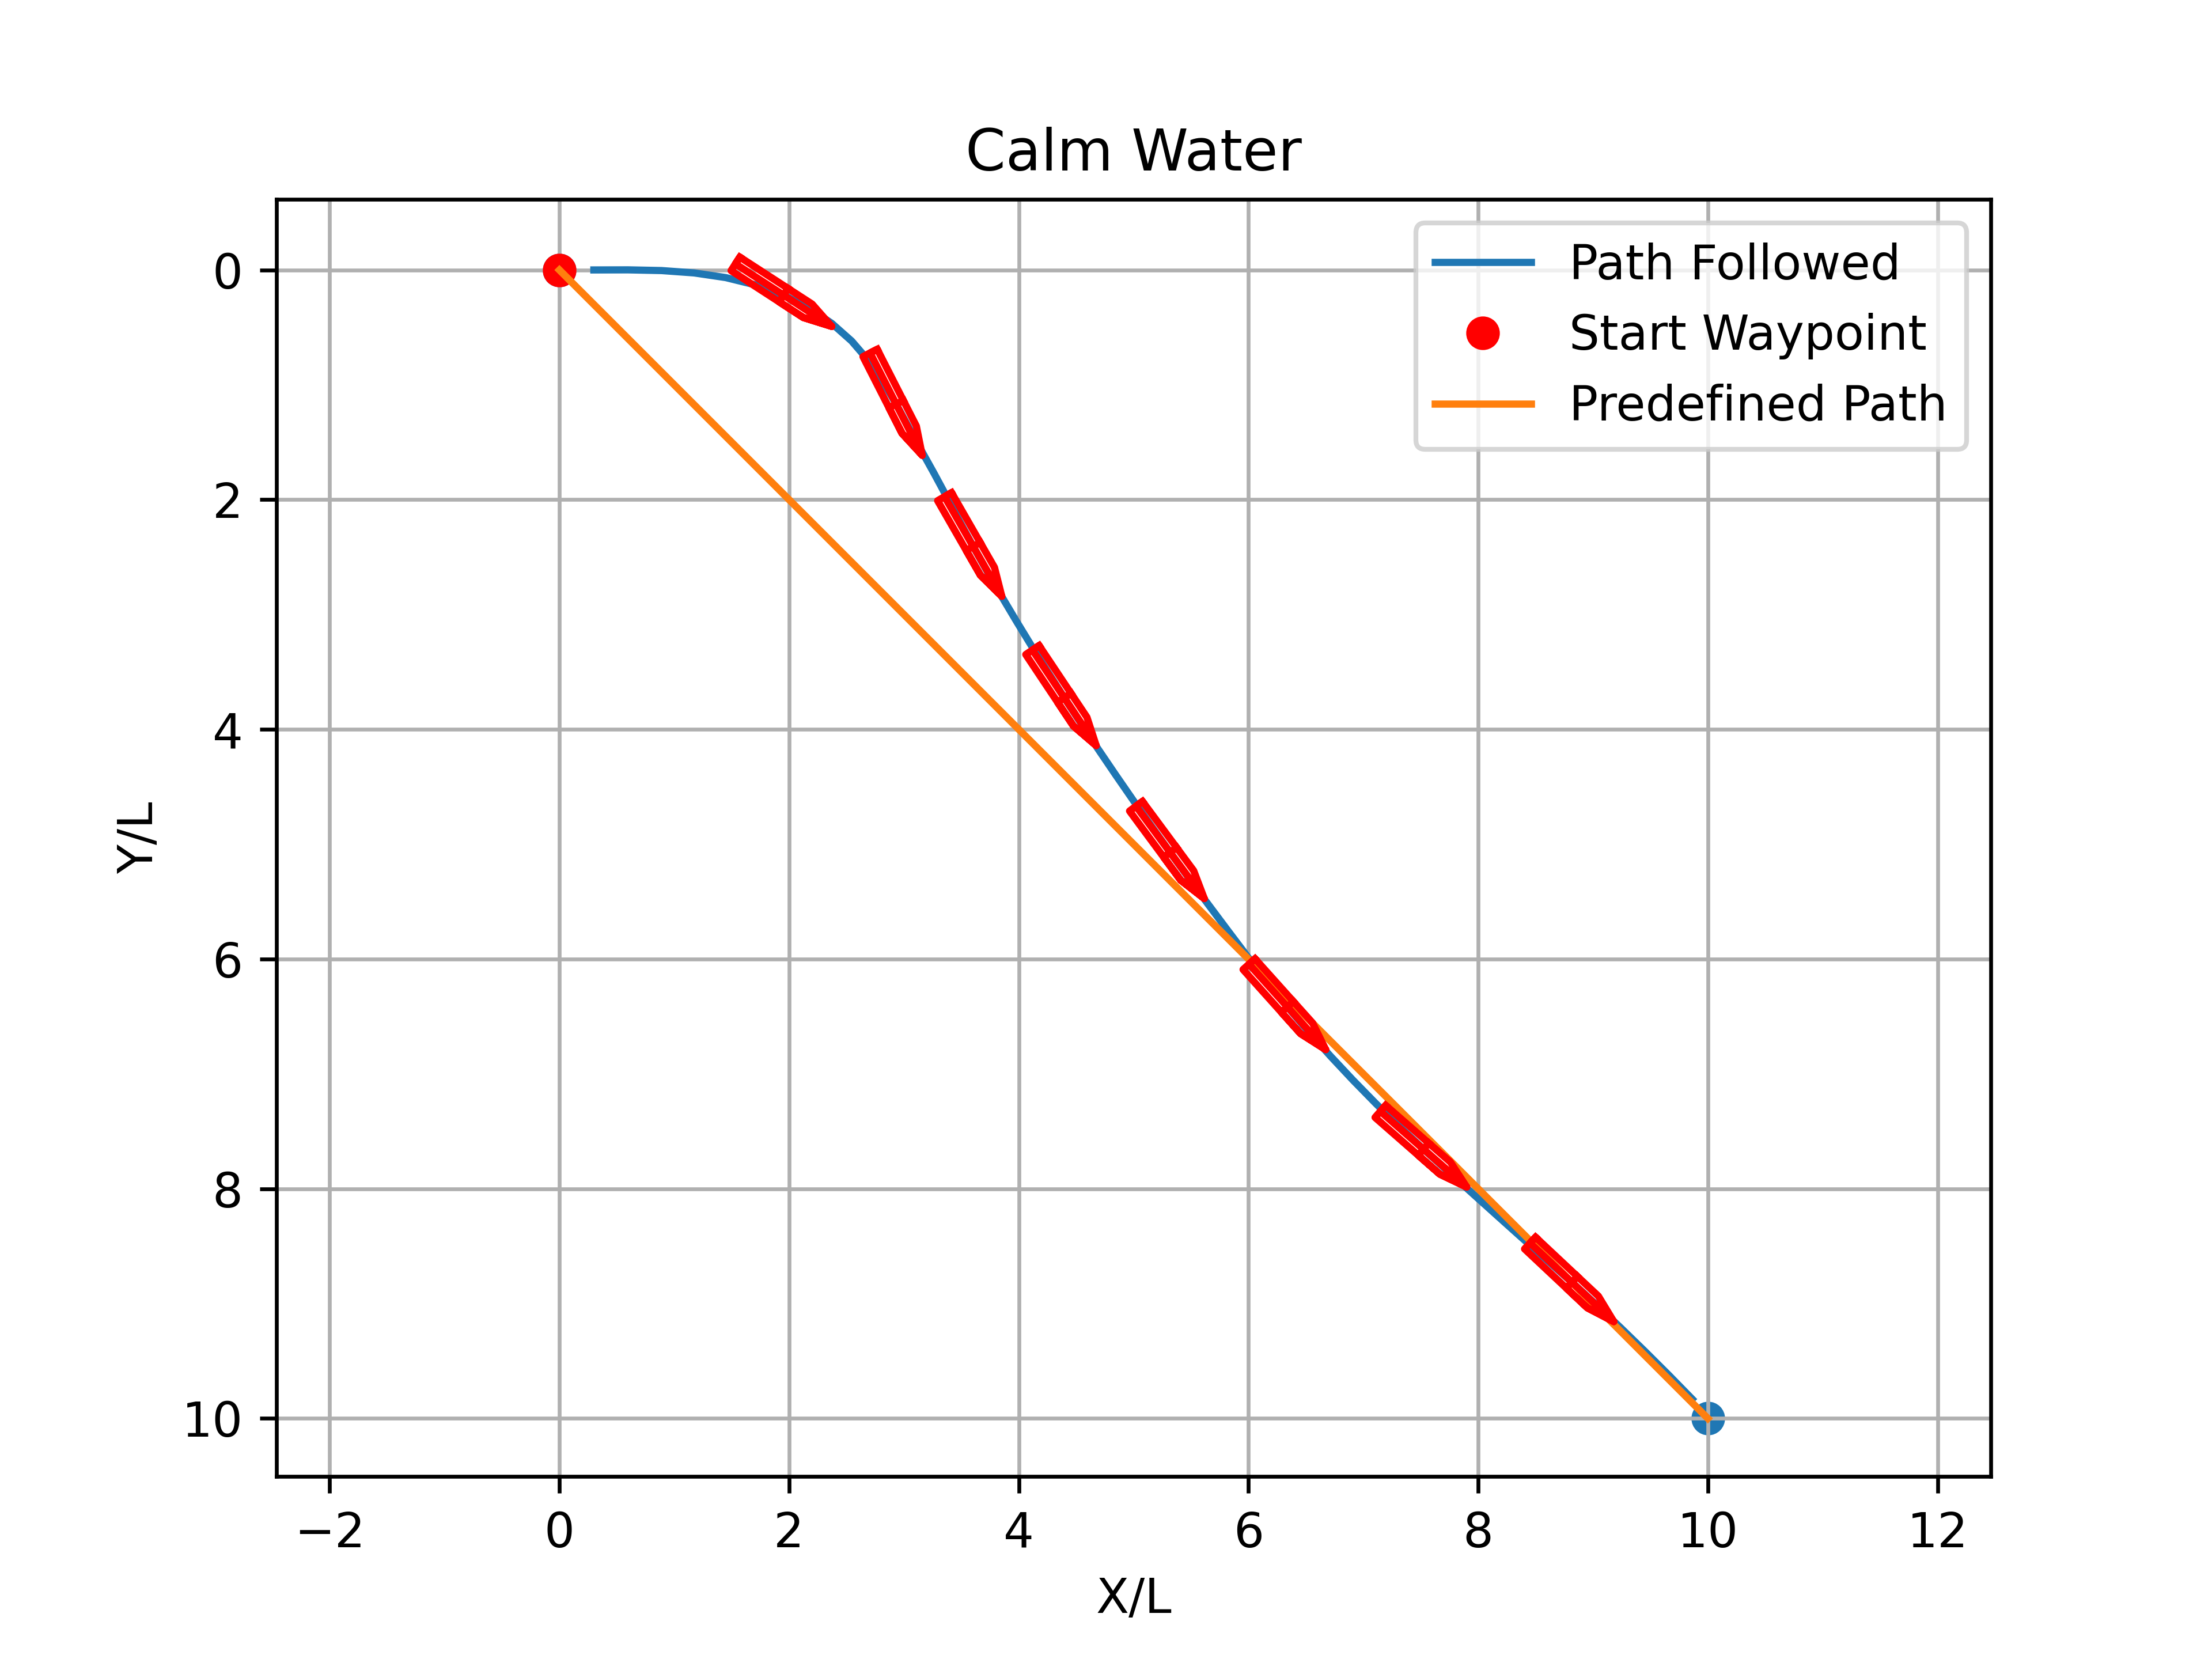 Calm Water
Path Followed
Start Waypoint
Predefined Path
0
2
4
6
8
10
Y/L
−2
0
2
4
6
8
10
12
X/L